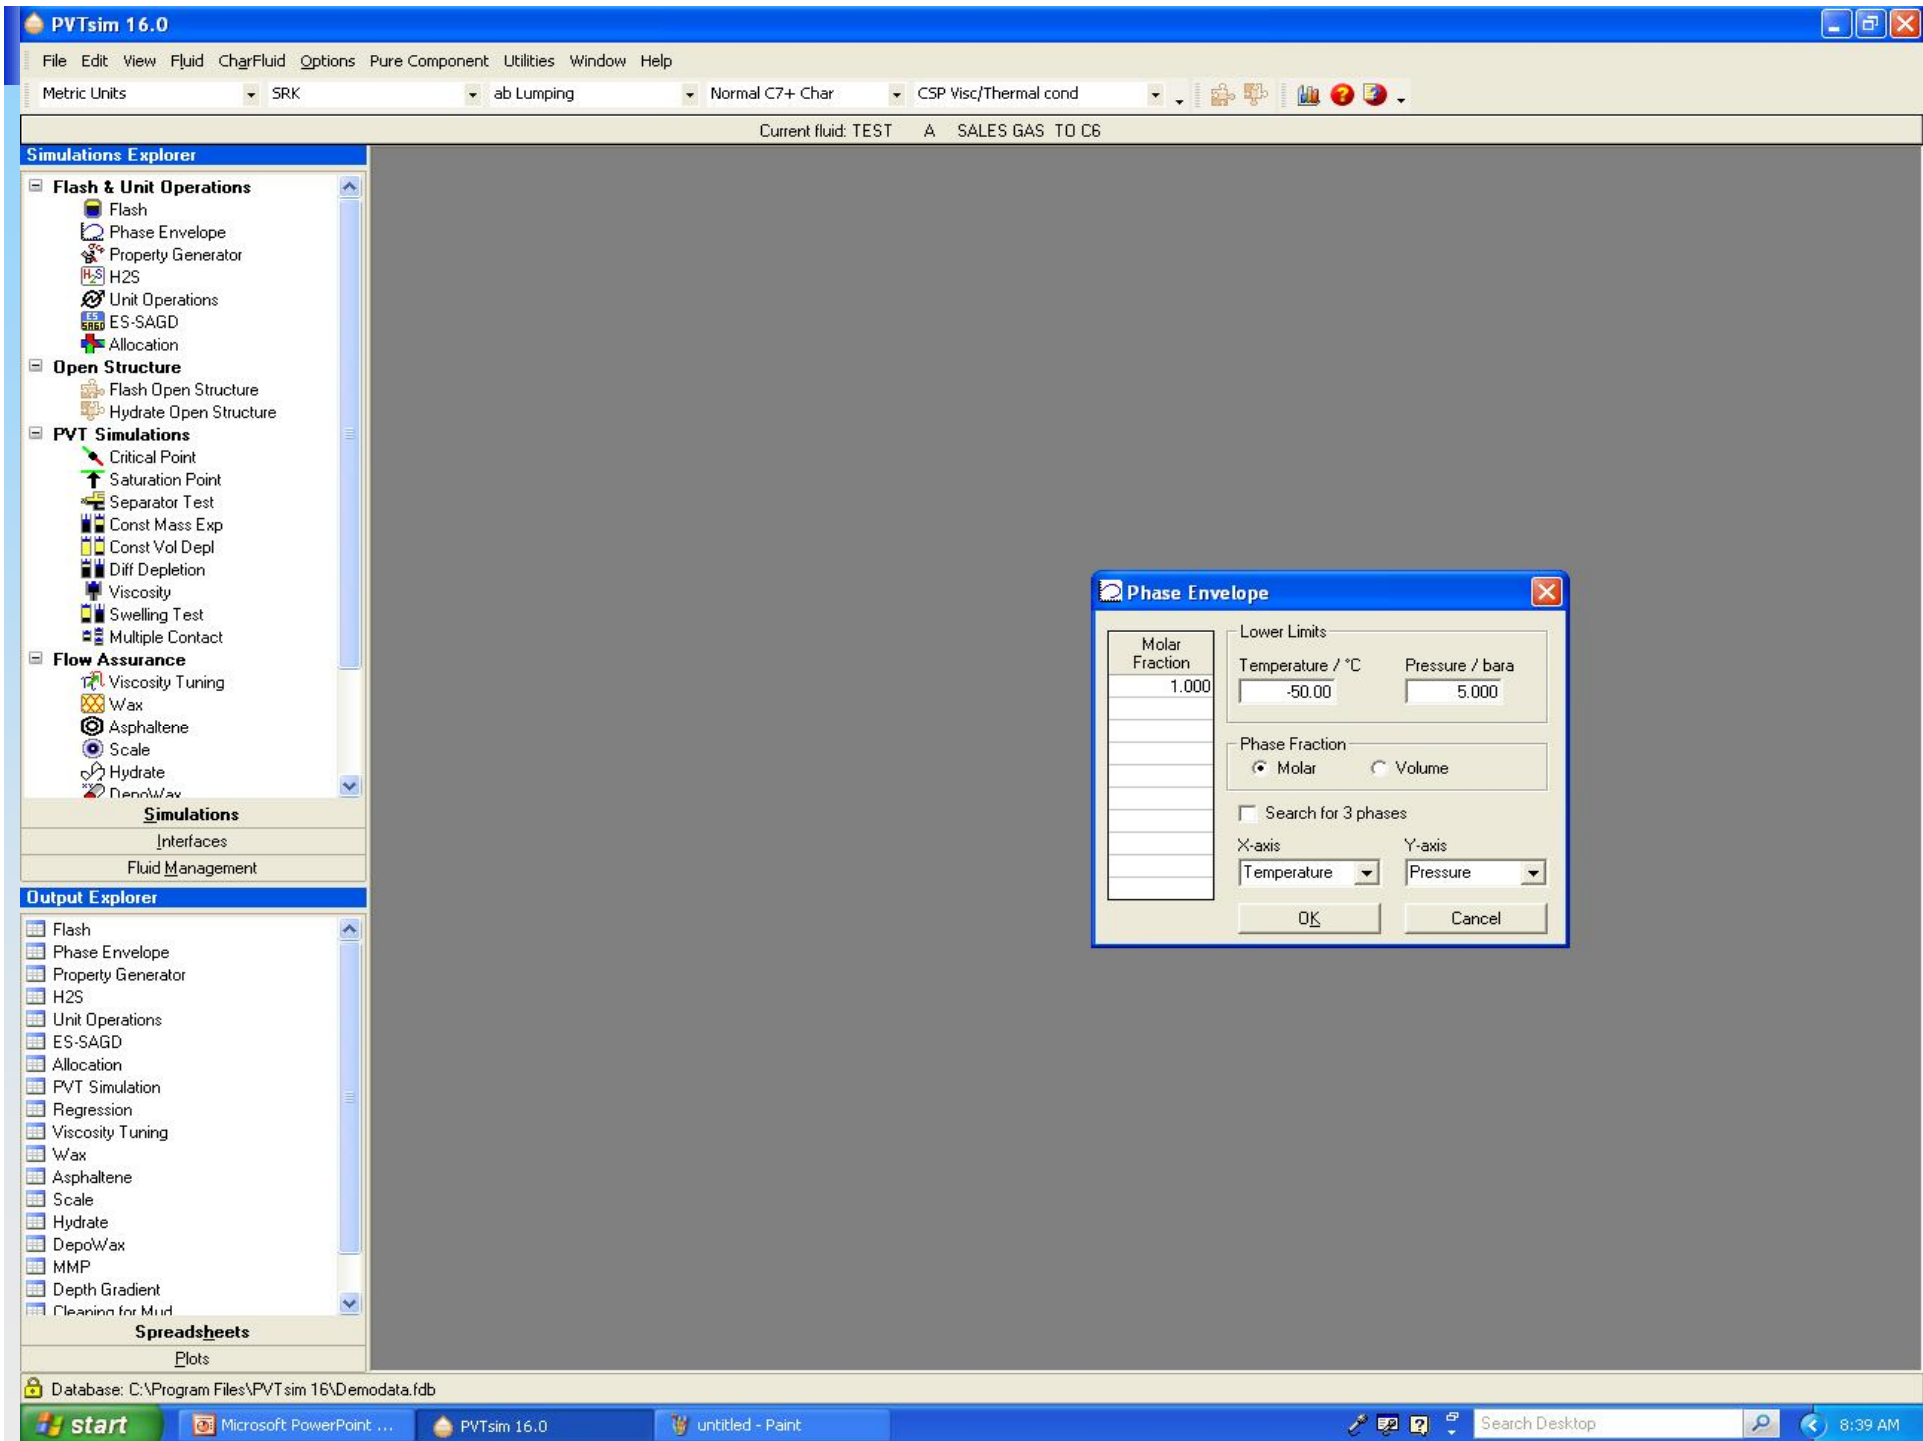 PVTsim 16.0
File Edit View Fluid CharFluid Options Pure Component Utilities Window Help
Metric Units SRK ab Lumping Normal C7+ Char CSP Visc/Thermal cond
Current fluid: TEST A SALES GAS TO C6
Simulations Explorer
Flash & Unit Operations
Flash
Phase Envelope
Property Generator
H2S H2S
Unit Operations
ES SAGD ES-SAGD
Allocation
Open Structure
Flash Open Structure
Hydrate Open Structure
PVT Simulations
Critical Point
Saturation Point
Separator Test
Const Mass Exp
Const Vol Depl
Diff Depletion
Viscosity
Swelling Test
Multiple Contact
Flow Assurance
Viscosity Tuning
Wax
Asphaltene
Scale
Hydrate
DepoWax
Simulations
Interfaces
Fluid Management
Output Explorer
Flash
Phase Envelope
Property Generator
H2S
Unit Operations
ES-SAGD
Allocation
PVT Simulation
Regression
Viscosity Tuning
Wax
Asphaltene
Scale
Hydrate
DepoWax
MMP
Depth Gradient
Cleaning for Mud
Spreadsheets
Plots
Phase Envelope
Molar
Fraction
1.000
Lower Limits
Temperature / °C Pressure / bara
-50.00 5.000
Phase Fraction
Molar Volume
Search for 3 phases
X-axis Y-axis
Temperature Pressure
OK Cancel
Database: C:\Program Files\PVTsim 16\Demodata.fdb
start Microsoft PowerPoint ... PVTsim 16.0 untitled - Paint Search Desktop 8:39 AM